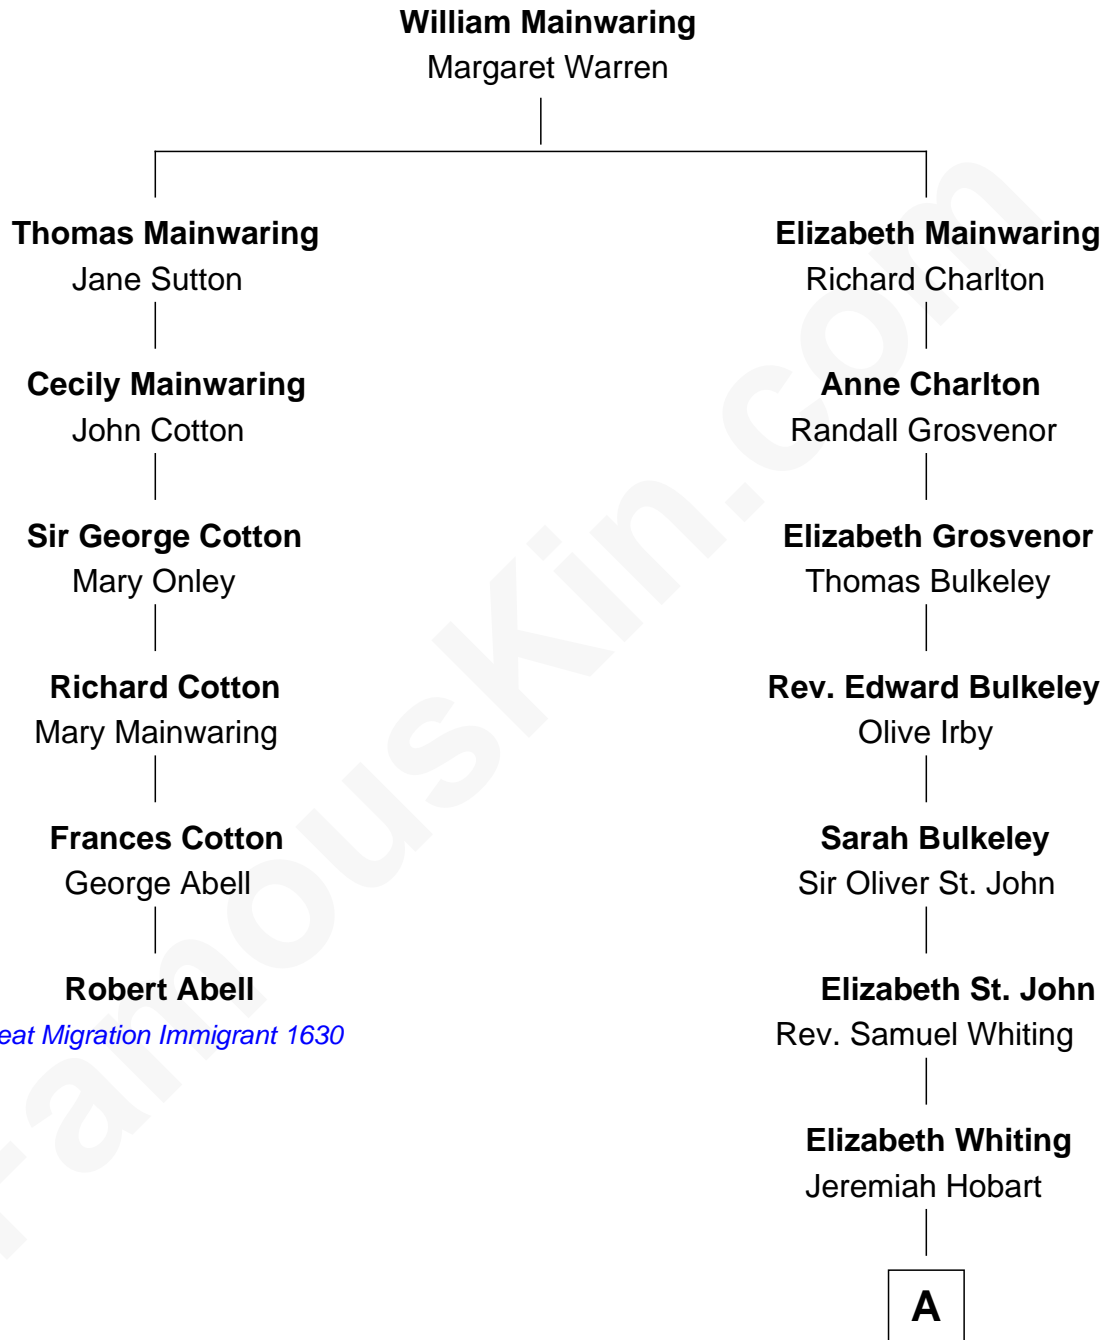 William Mainwaring
Margaret Warren
Thomas Mainwaring
Jane Sutton
Cecily Mainwaring
John Cotton
Sir George Cotton
Mary Onley
Richard Cotton
Mary Mainwaring
Frances Cotton
George Abell
Robert Abell
eat Migration Immigrant 1630
Elizabeth Mainwaring
Richard Charlton
Anne Charlton
Randall Grosvenor
Elizabeth Grosvenor
Thomas Bulkeley
Rev. Edward Bulkeley
Olive Irby
Sarah Bulkeley
Sir Oliver St. John
Elizabeth St. John
Rev. Samuel Whiting
Elizabeth Whiting
Jeremiah Hobart
A
FamousKin.com